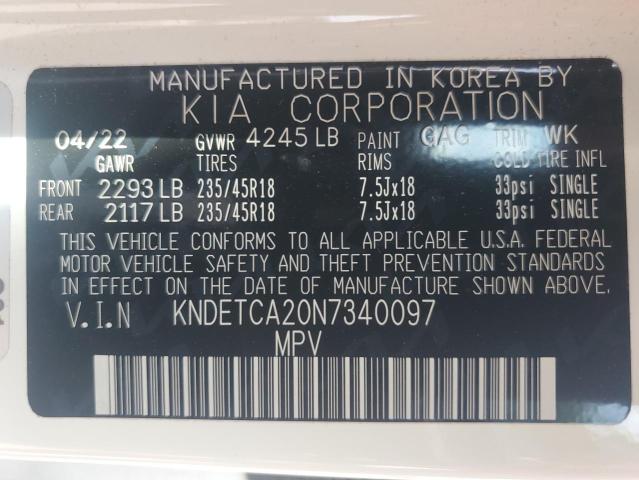 MANUFACTURED IN KOREA BY
KIA CORPORATION
04/22 GVWR 4245 LB PAINT GAG TRIM WK
GAWR TIRES RIMS COLD TIRE INFL
FRONT 2293 LB 235/45R18 7.5Jx18 33psi SINGLE
REAR 2117 LB 235/45R18 7.5Jx18 33psi SINGLE
THIS VEHICLE CONFORMS TO ALL APPLICABLE U.S.A. FEDERAL
MOTOR VEHICLE SAFETY AND THEFT PREVENTION STANDARDS
IN EFFECT ON THE DATE OF MANUFACTURE SHOWN ABOVE.
V.I.N KNDETCA20N7340097
MPV